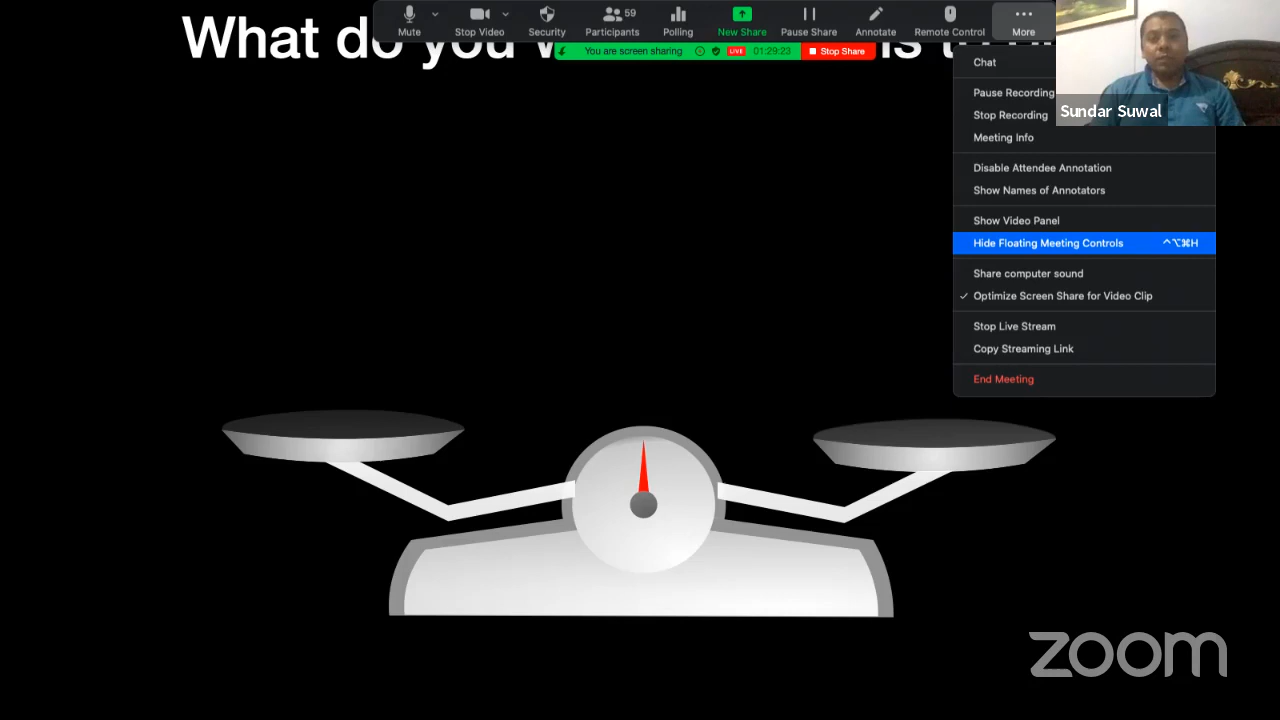 What do you
is
Mute
Stop Video
Security
Participants
59
Polling
New Share
Pause Share
Annotate
Remote Control
More
You are screen sharing
LIVE
01:29:23
Stop Share
Chat
Pause Recording
Stop Recording
Meeting Info
Disable Attendee Annotation
Show Names of Annotators
Show Video Panel
Hide Floating Meeting Controls ^⌥⌘H
Share computer sound
✓ Optimize Screen Share for Video Clip
Stop Live Stream
Copy Streaming Link
End Meeting
Sundar Suwal
zoom